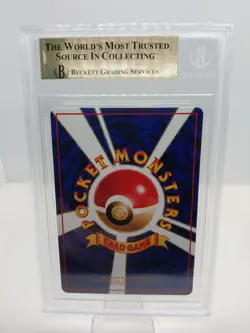 THE WORLD'S MOST TRUSTED
SOURCE IN COLLECTING
B BECKETT GRADING SERVICES
POCKET MONSTERS
CARD GAME